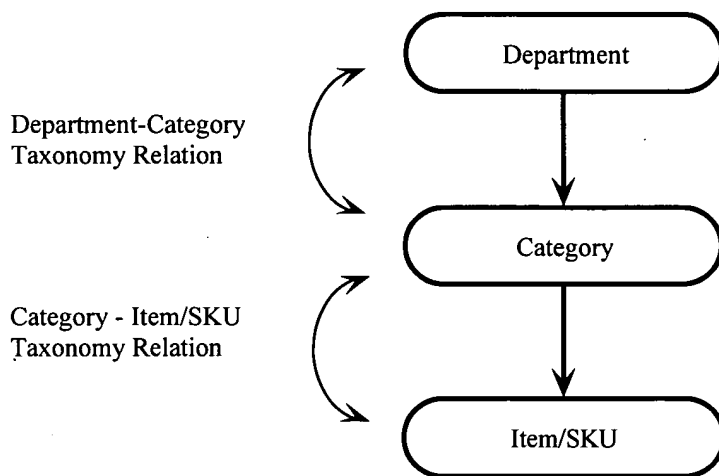 Department
Department-Category
Taxonomy Relation
Category
Category - Item/SKU
Taxonomy Relation
Item/SKU